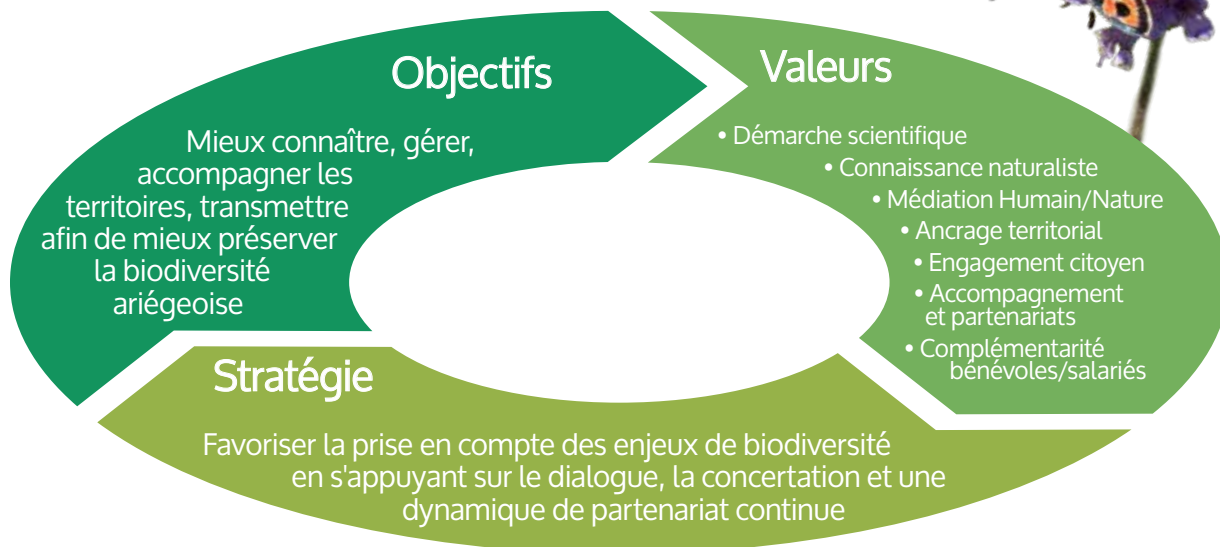 Objectifs
Mieux connaître, gérer,
accompagner les
territoires, transmettre
afin de mieux préserver
la biodiversité
ariégeoise
Valeurs
• Démarche scientifique
• Connaissance naturaliste
• Médiation Humain/Nature
• Ancrage territorial
• Engagement citoyen
• Accompagnement
et partenariats
• Complémentarité
bénévoles/salariés
Stratégie
Favoriser la prise en compte des enjeux de biodiversité
en s'appuyant sur le dialogue, la concertation et une
dynamique de partenariat continue